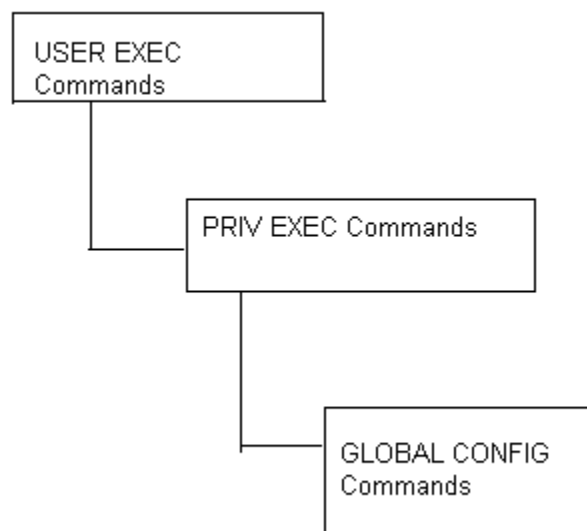 USER EXEC
Commands
PRIV EXEC Commands
GLOBAL CONFIG
Commands